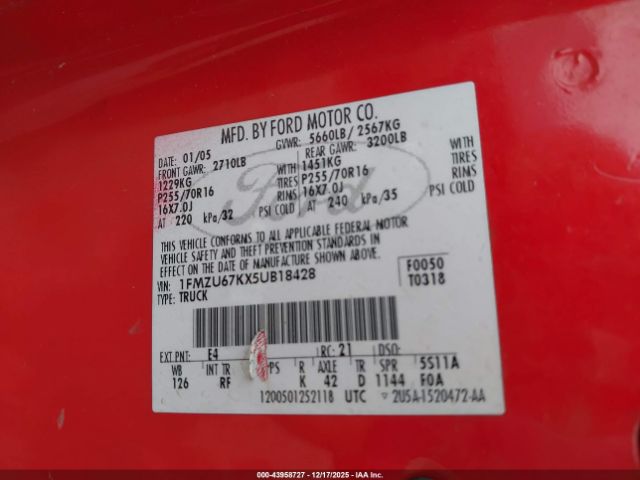 MFD. BY FORD MOTOR CO.
DATE: 01/05 GVWR: 5660LB/ 2567KG
FRONT GAWR: 2710LB REAR GAWR: 3200LB
1229KG WITH 1451KG WITH
P255/70R16 TIRES P255/70R16 TIRES
16X7.0J RIMS 16X7.0J RIMS
AT 220 kPa/32 PSI COLD AT 240 kPa/35 PSI COLD
THIS VEHICLE CONFORMS TO ALL APPLICABLE FEDERAL MOTOR
VEHICLE SAFETY AND THEFT PREVENTION STANDARDS IN
EFFECT ON THE DATE OF MANUFACTURE SHOWN ABOVE.
VIN: 1FMZU67KX5UB18428 F0050
TYPE: TRUCK T0318
Ford
EXT PNT: E4 RC: 21 DSO:
WB INT TR PS R AXLE TR SPR 5S11A
126 RF K 42 D 1144 F0A
1200501252118 UTC ▽ 2U5A-1520472-AA
000-43958727 - 12/17/2025 - IAA Inc.